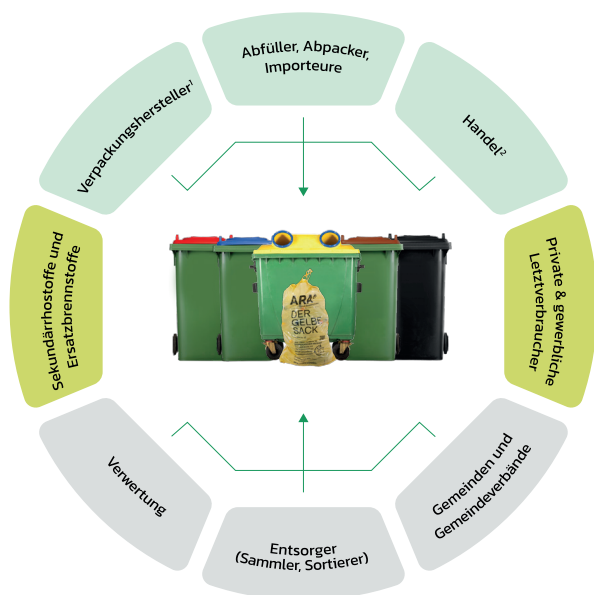 Abfüller, Abpacker,
Importeure
Handel²
Private & gewerbliche
Letztverbraucher
Gemeinden und
Gemeindeverbände
Entsorger
(Sammler, Sortierer)
Verwertung
Sekundärrhostoffe und
Ersatzbrennstoffe
Verpackungshersteller¹
ARA
DER
GELBE
SACK